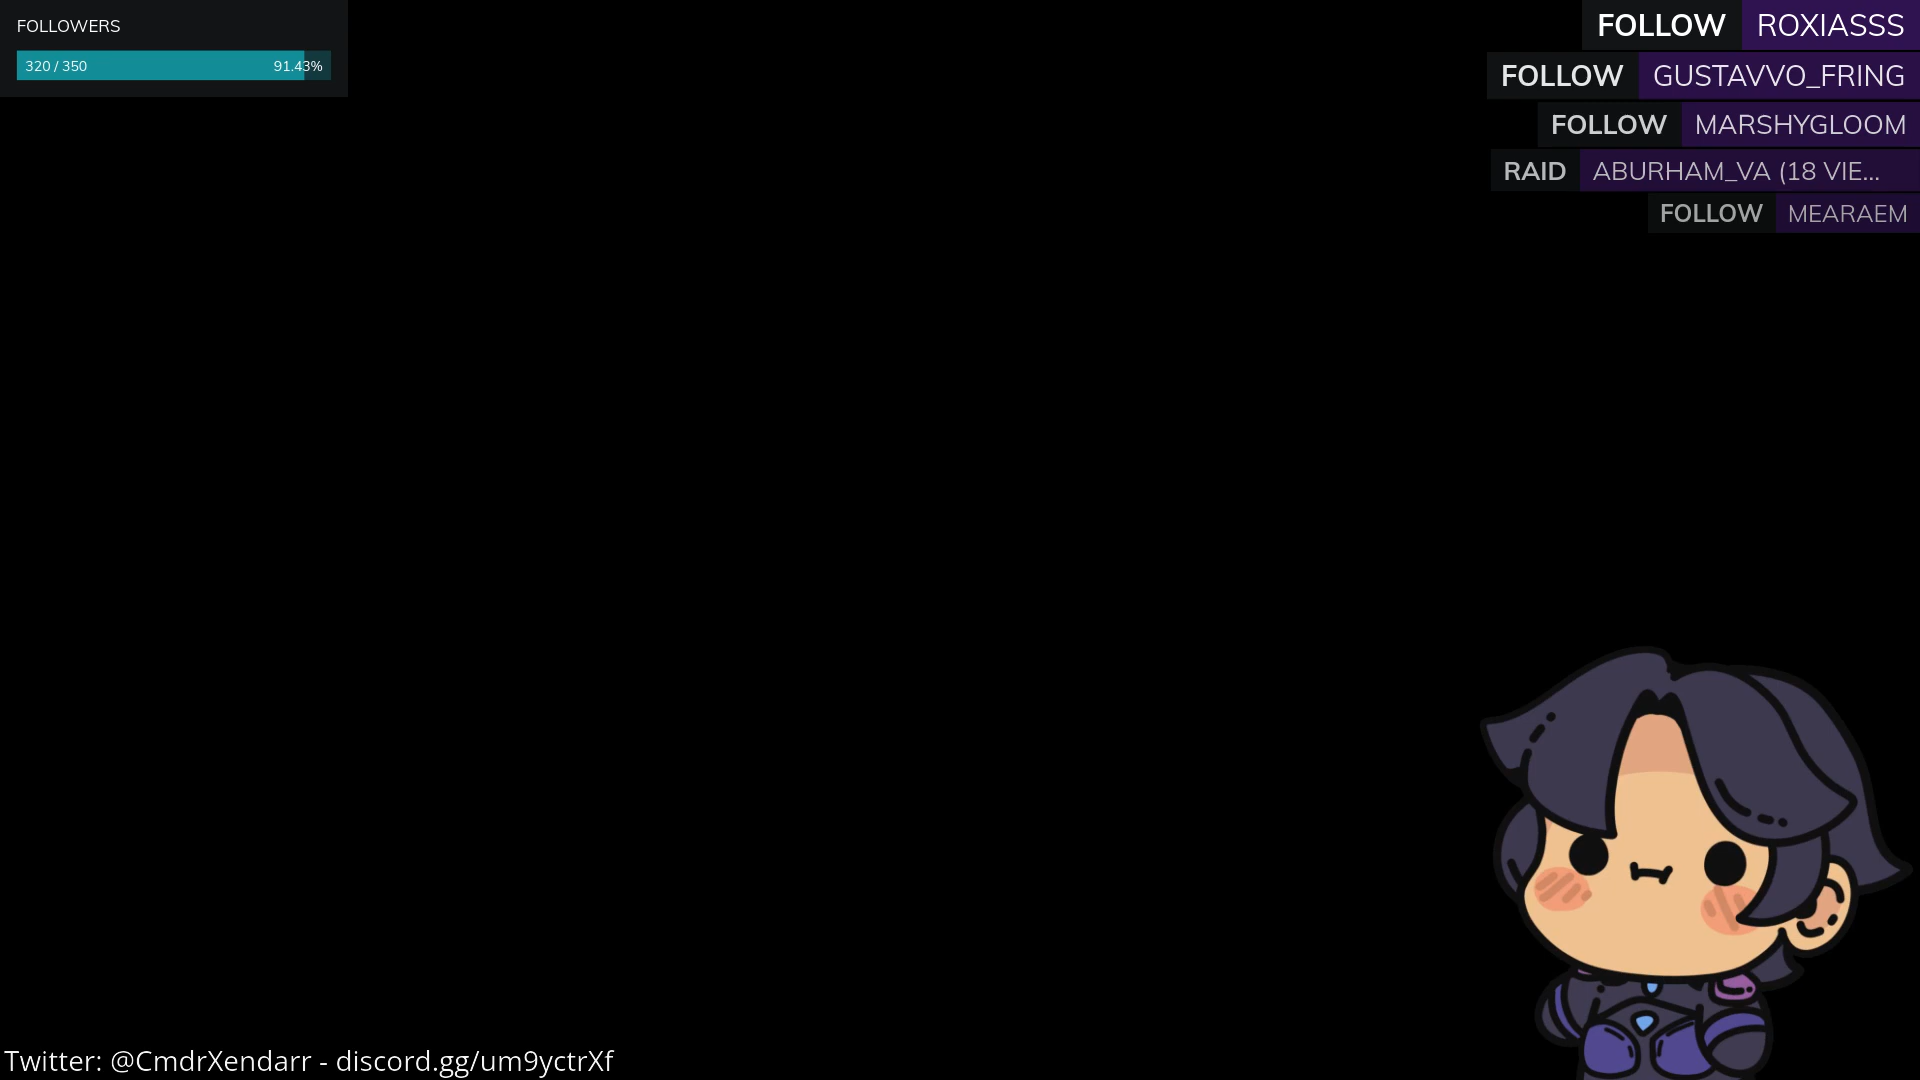 FOLLOWERS
320 / 350 91.43%
FOLLOW ROXIASSS
FOLLOW GUSTAVVO_FRING
FOLLOW MARSHYGLOOM
RAID ABURHAM_VA (18 VIE...
FOLLOW MEARAEM
Twitter: @CmdrXendarr - discord.gg/um9yctrXf